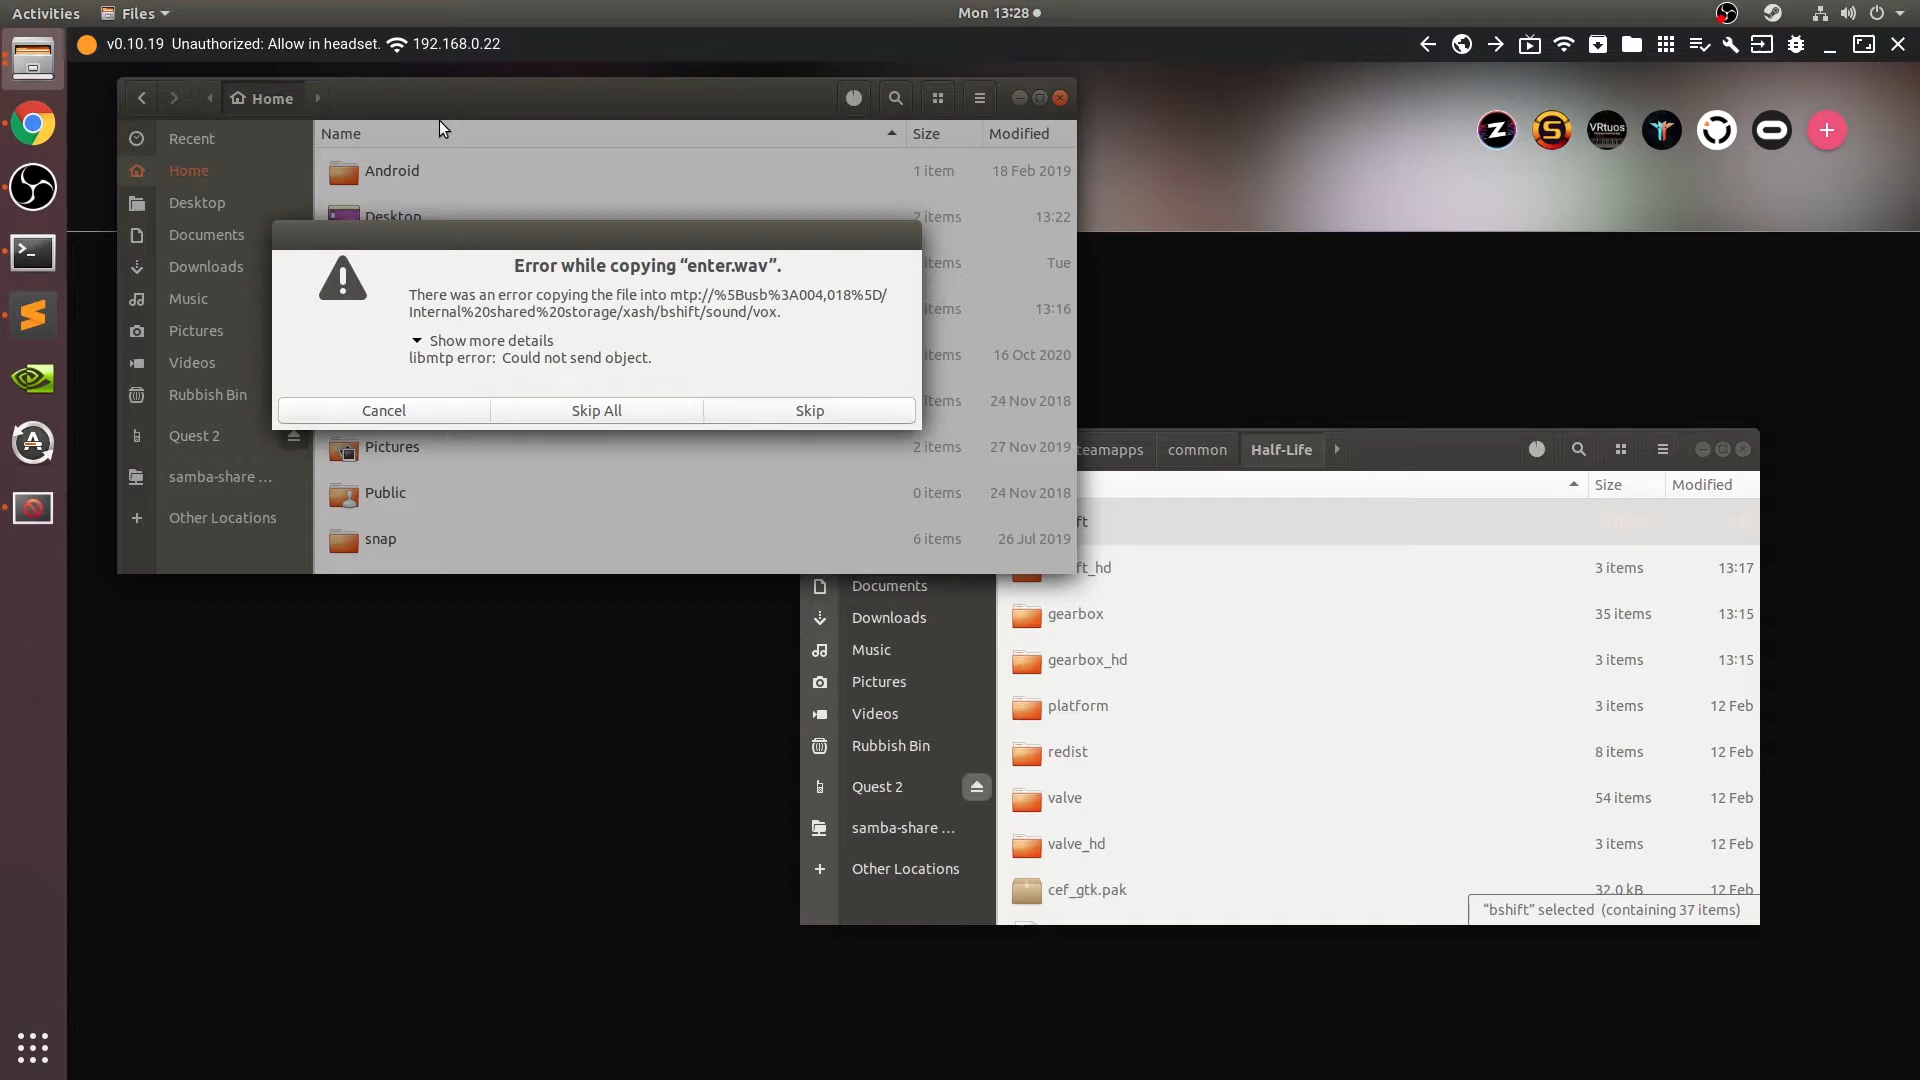 Activities
Files
Mon 13:28
v0.10.19 Unauthorized: Allow in headset. 192.168.0.22
Home
Name
Size
Modified
Recent
Home
Desktop
Documents
Downloads
Music
Pictures
Videos
Rubbish Bin
Quest 2
samba-share ...
Other Locations
Android
1 item
18 Feb 2019
Desktop
2 items
13:22
items
Tue
items
13:16
items
16 Oct 2020
items
24 Nov 2018
Pictures
2 items
27 Nov 2019
Public
0 items
24 Nov 2018
snap
6 items
26 Jul 2019
Error while copying “enter.wav”.
There was an error copying the file into mtp://%5Busb%3A004,018%5D/
Internal%20shared%20storage/xash/bshift/sound/vox.
Show more details
libmtp error: Could not send object.
Cancel
Skip All
Skip
VRtuos
teamapps
common
Half-Life
Size
Modified
ft
ft_hd
3 items
13:17
gearbox
35 items
13:15
gearbox_hd
3 items
13:15
platform
3 items
12 Feb
redist
8 items
12 Feb
valve
54 items
12 Feb
valve_hd
3 items
12 Feb
cef_gtk.pak
32.0 kB
12 Feb
Documents
Downloads
Music
Pictures
Videos
Rubbish Bin
Quest 2
samba-share ...
Other Locations
“bshift” selected (containing 37 items)